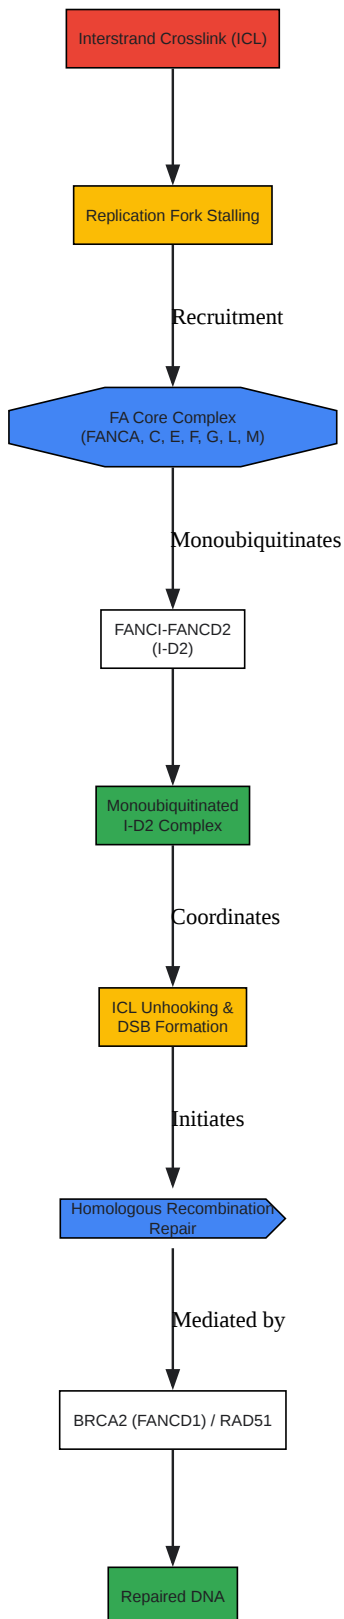 Interstrand Crosslink (ICL)
Replication Fork Stalling
Recruitment
FA Core Complex
(FANCA, C, E, F, G, L, M)
Monoubiquitinates
FANCI-FANCD2
(I-D2)
Monoubiquitinated
I-D2 Complex
Coordinates
ICL Unhooking &
DSB Formation
Initiates
Homologous Recombination
Repair
Mediated by
BRCA2 (FANCD1) / RAD51
Repaired DNA